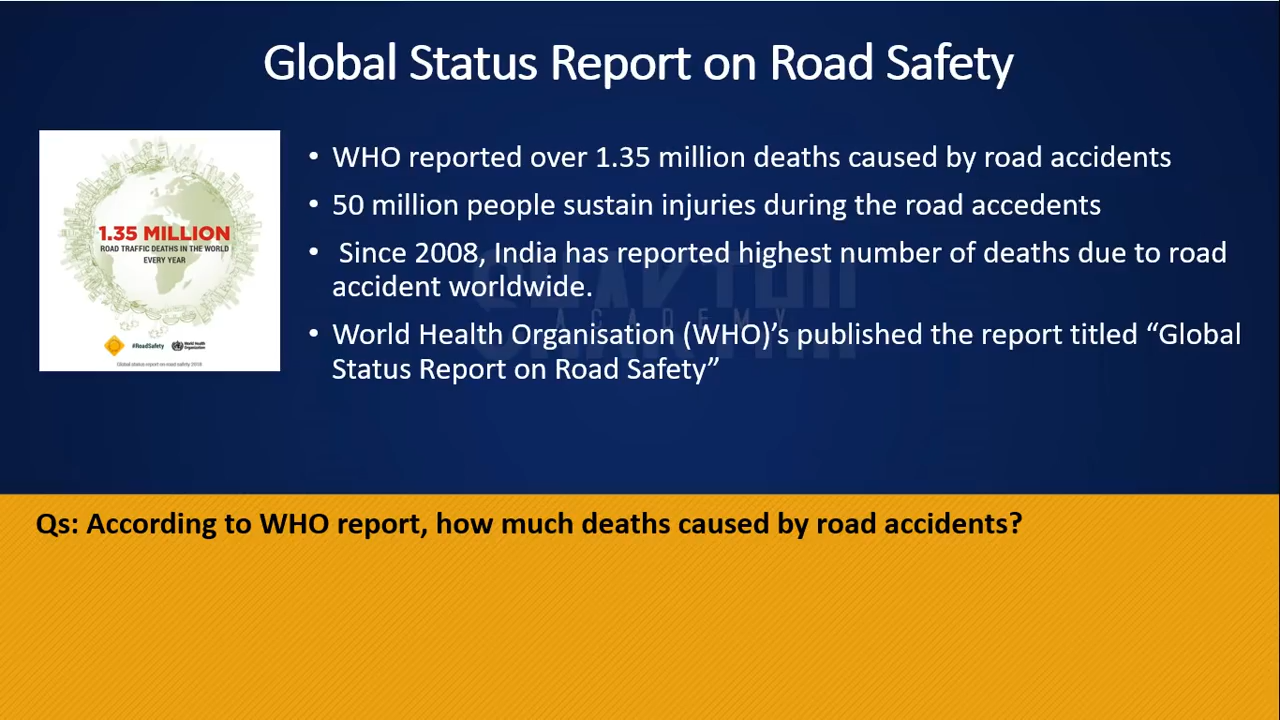 Global Status Report on Road Safety
1.35 MILLION
ROAD TRAFFIC DEATHS IN THE WORLD
EVERY YEAR
#RoadSafety
World Health
Organization
Global status report on road safety 2018
• WHO reported over 1.35 million deaths caused by road accidents
• 50 million people sustain injuries during the road accedents
• Since 2008, India has reported highest number of deaths due to road
accident worldwide.
• World Health Organisation (WHO)’s published the report titled “Global
Status Report on Road Safety”
ACADEMY
Qs: According to WHO report, how much deaths caused by road accidents?